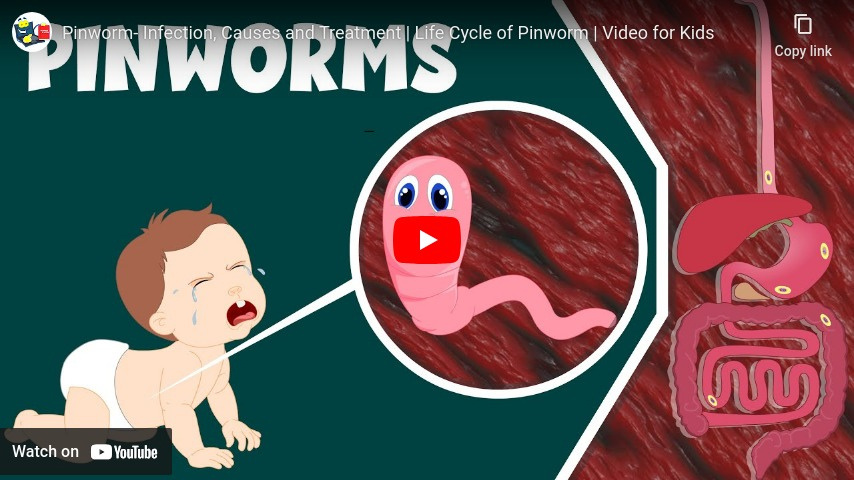 Pinworm- Infection, Causes and Treatment | Life Cycle of Pinworm | Video for Kids
Copy link
PINWORMS
Watch on YouTube